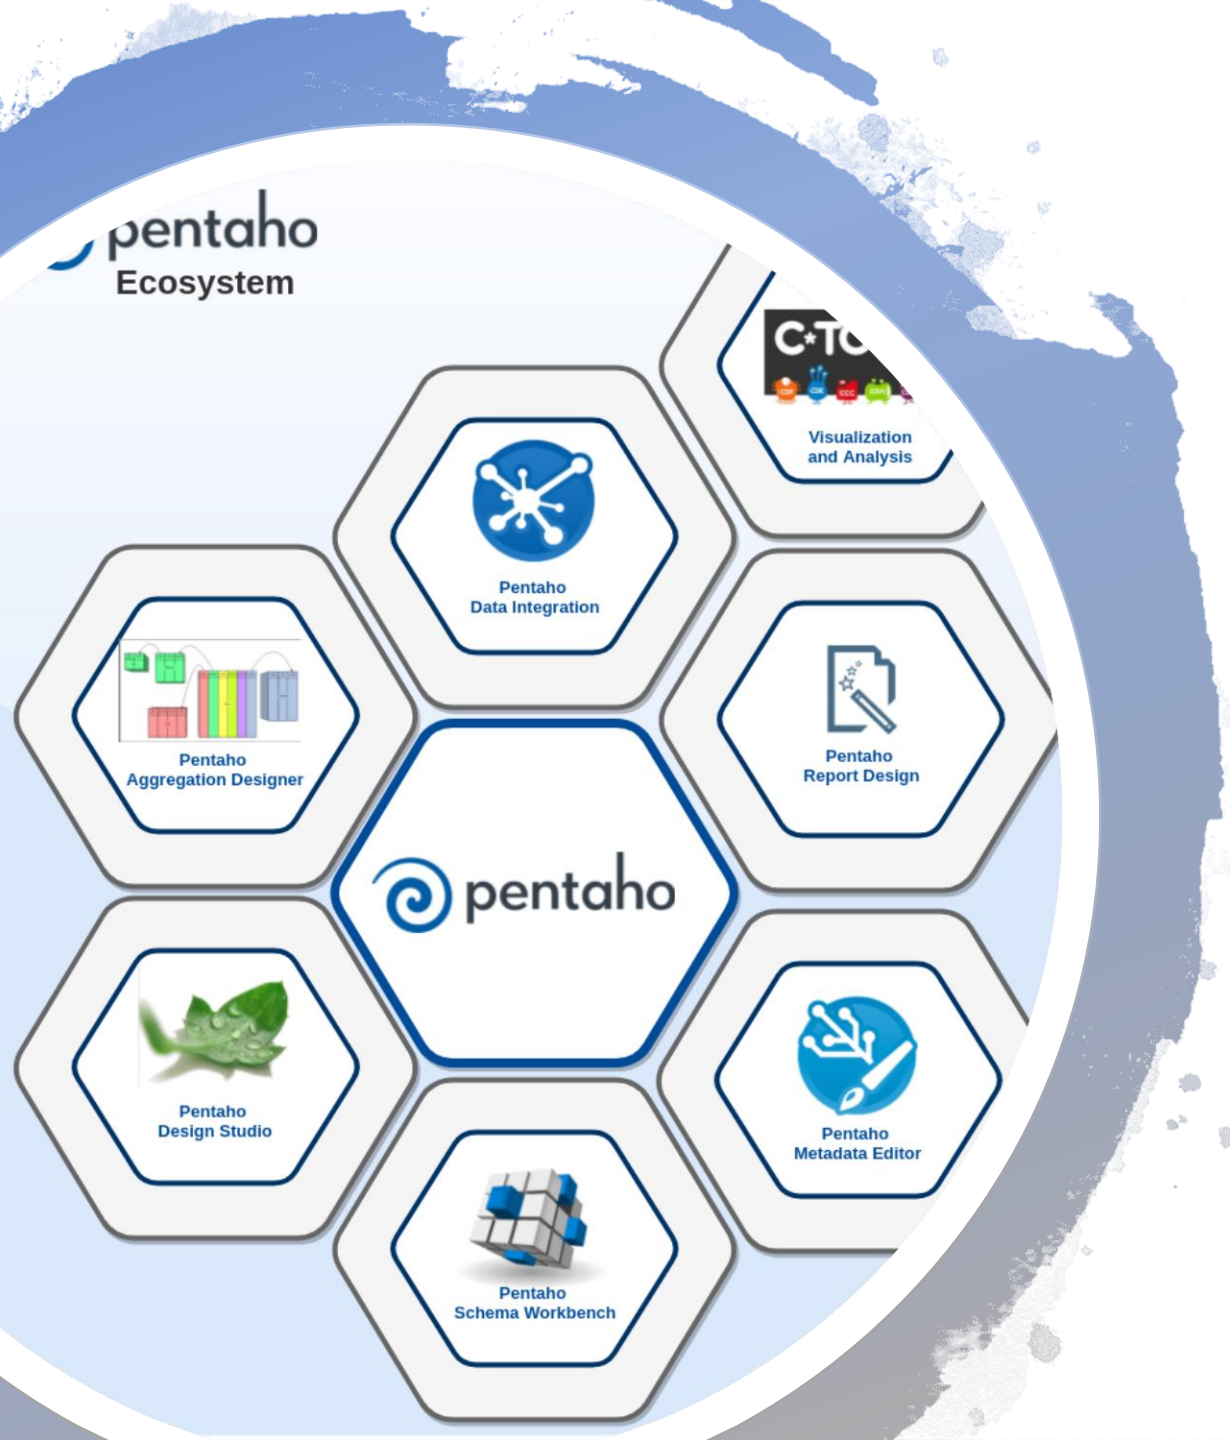 pentaho
Ecosystem
Visualization
and Analysis
Pentaho
Data Integration
Pentaho
Aggregation Designer
Pentaho
Report Design
pentaho
Pentaho
Design Studio
Pentaho
Metadata Editor
Pentaho
Schema Workbench